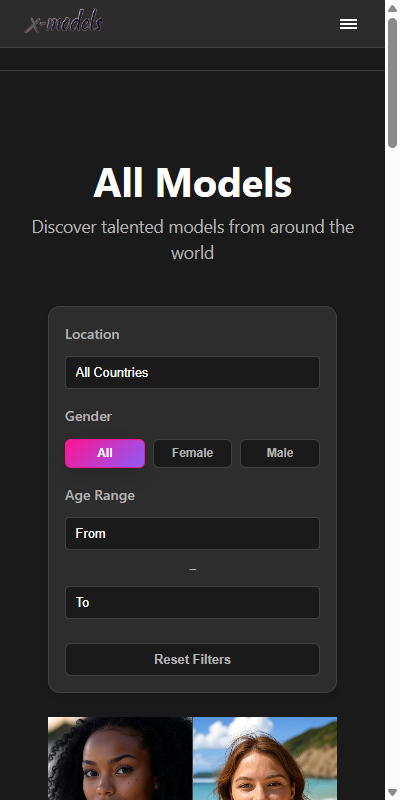 x-models
All Models
Discover talented models from around the
world
Location
All Countries
Gender
All Female Male
Age Range
From
–
To
Reset Filters